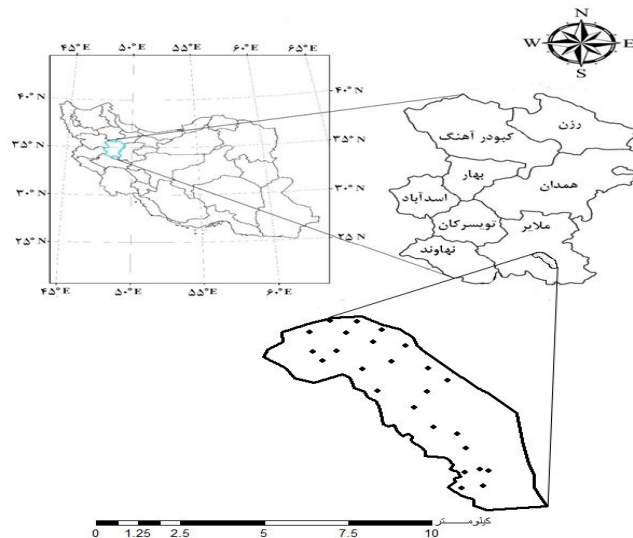 N
W E
S
۴۵°E ۵۰°E ۵۵°E ۶۰°E ۶۵°E
۴۰°N ۴۰°N
۳۵°N ۳۵°N
۳۰°N ۳۰°N
۲۵°N ۲۵°N
۴۵°E ۵۰°E ۵۵°E ۶۰°E
رزن
کبودر آهنگ
بهار
همدان
اسدآباد
تویسرکان
ملایر
نهاوند
کیلومتر
0 1.25 2.5 5 7.5 10